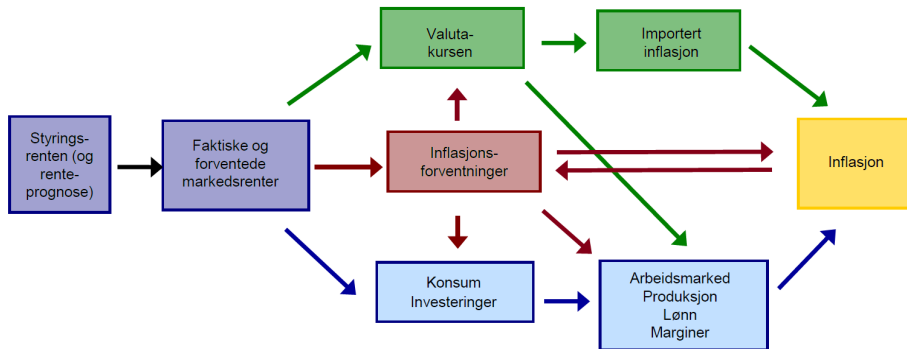 Valuta-
kursen
Importert
inflasjon
Styrings-
renten (og
rente-
prognose)
Faktiske og
forventede
markedsrenter
Inflasjons-
forventninger
Inflasjon
Konsum
Investeringer
Arbeidsmarked
Produksjon
Lønn
Marginer